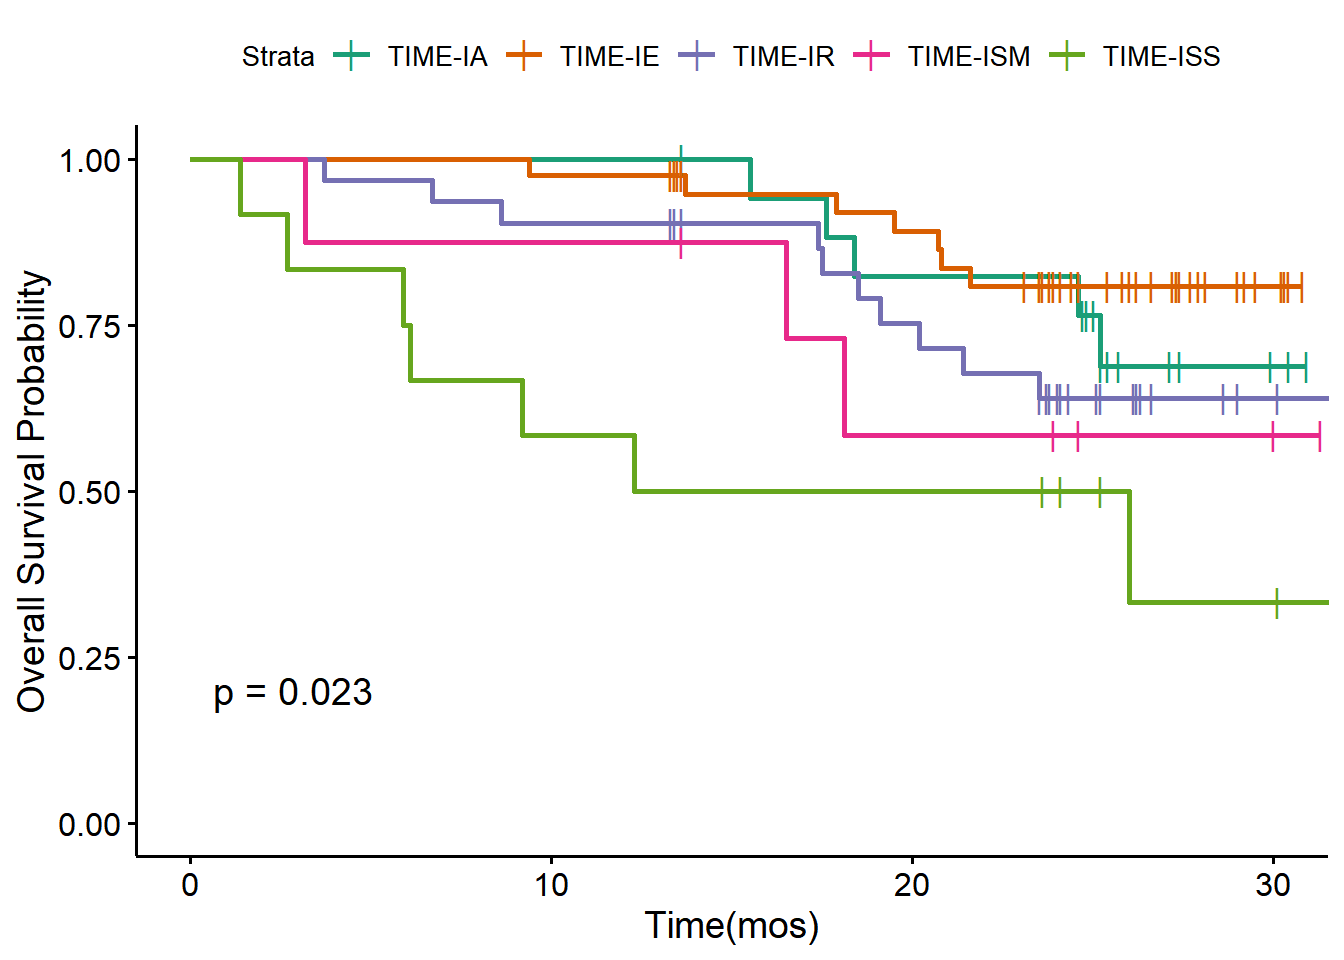 Strata TIME-IA TIME-IE TIME-IR TIME-ISM TIME-ISS
Overall Survival Probability
1.00
0.75
0.50
0.25
0.00
p = 0.023
0 10 20 30
Time(mos)